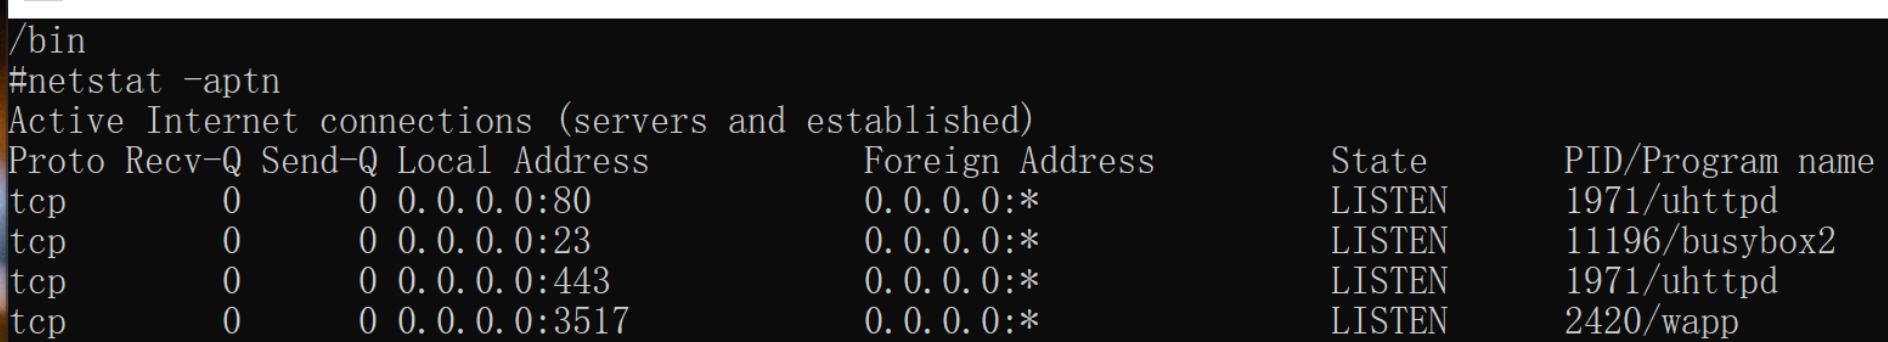 /bin
#netstat -aptn
Active Internet connections (servers and established)
Proto Recv-Q Send-Q Local Address           Foreign Address         State       PID/Program name
tcp        0      0 0.0.0.0:80              0.0.0.0:*               LISTEN      1971/uhttpd
tcp        0      0 0.0.0.0:23              0.0.0.0:*               LISTEN      11196/busybox2
tcp        0      0 0.0.0.0:443             0.0.0.0:*               LISTEN      1971/uhttpd
tcp        0      0 0.0.0.0:3517            0.0.0.0:*               LISTEN      2420/wapp